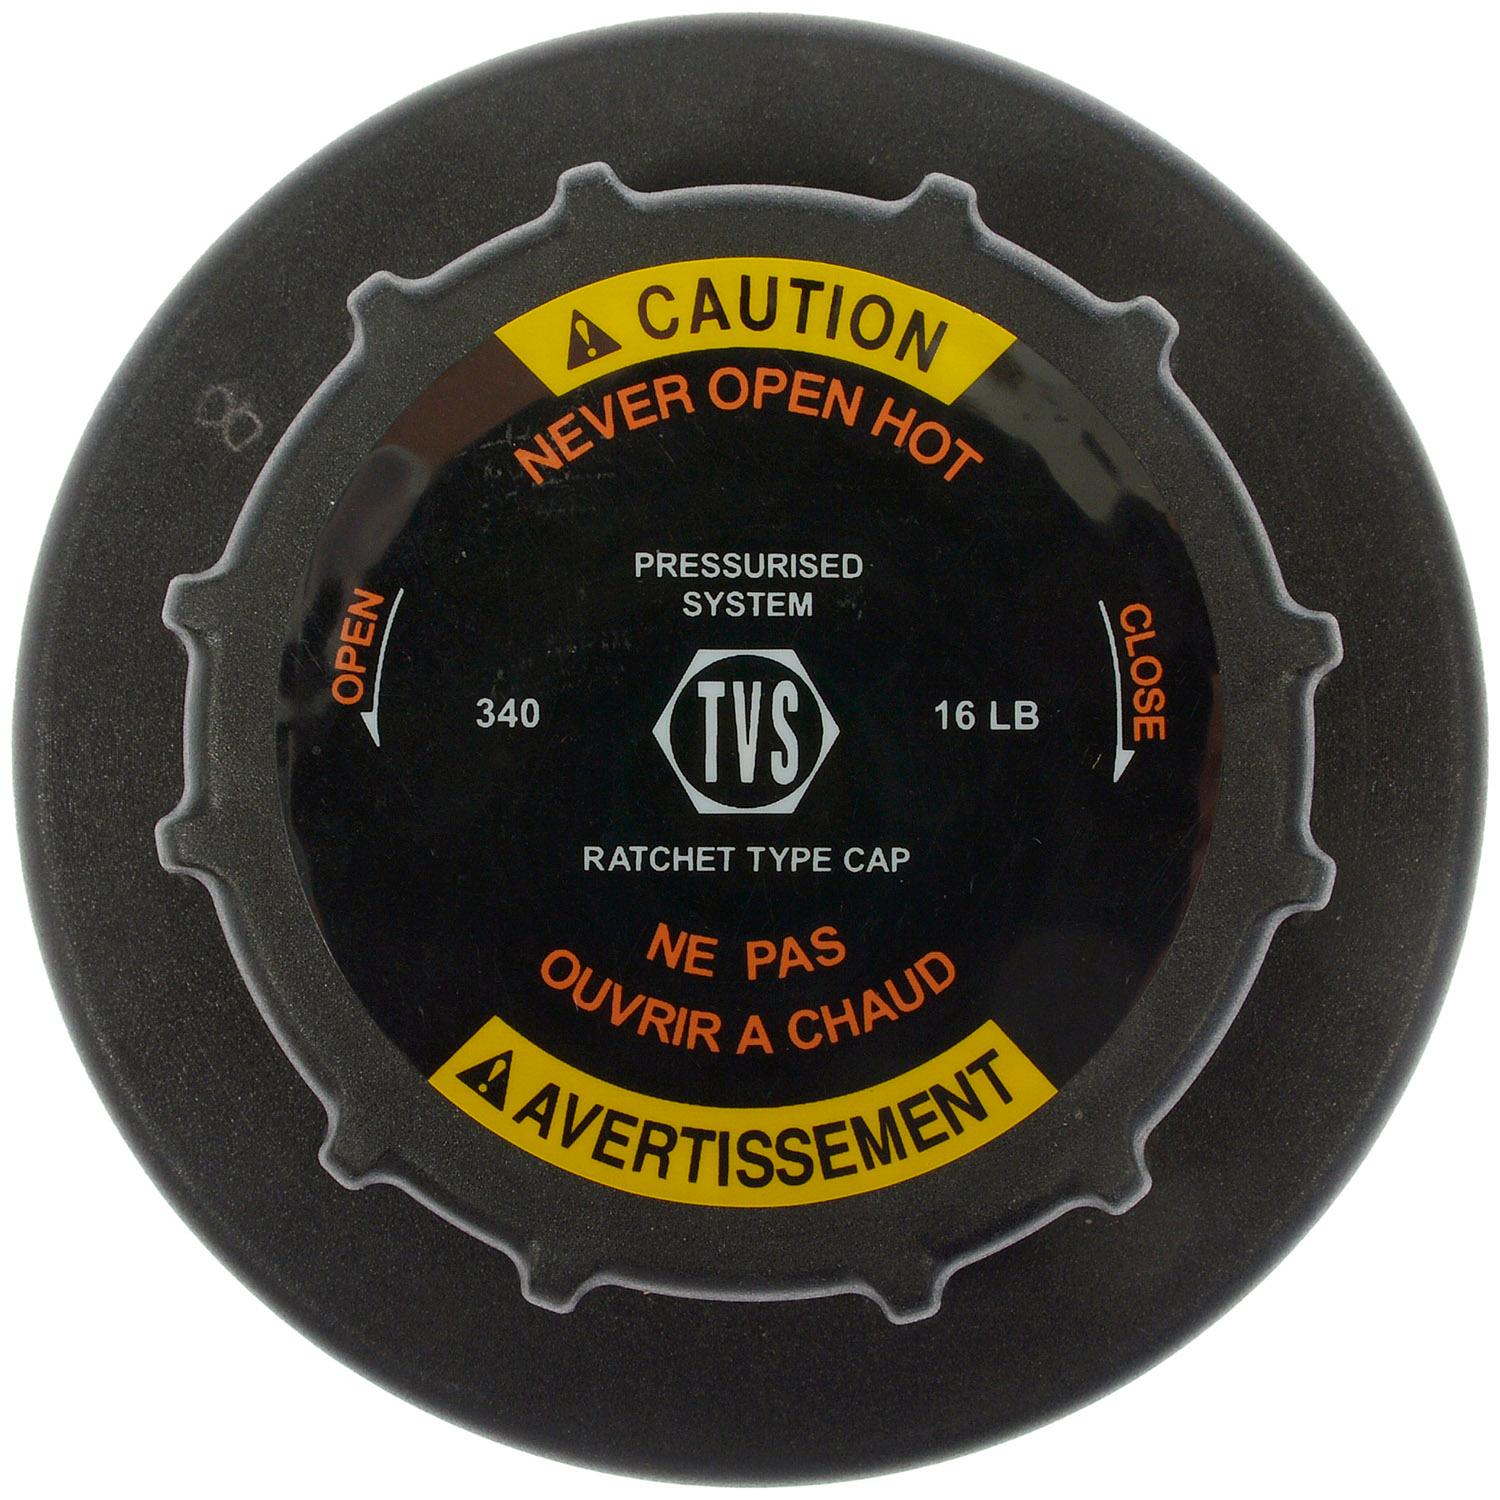 CAUTION
NEVER OPEN HOT
PRESSURISED
SYSTEM
OPEN
340
TVS
16 LB
CLOSE
RATCHET TYPE CAP
NE PAS
OUVRIR A CHAUD
AVERTISSEMENT
8